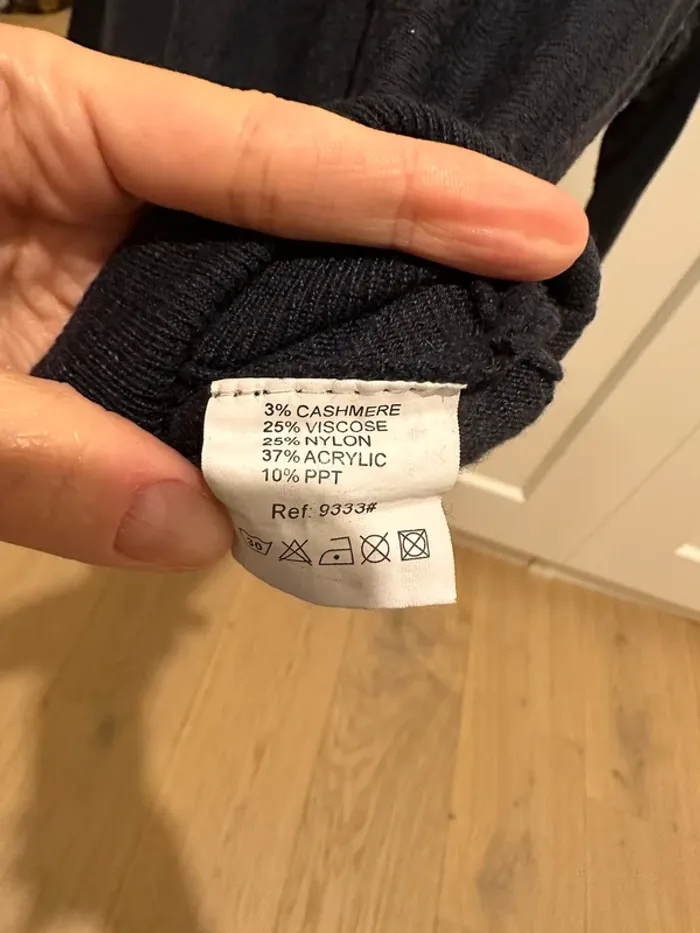 3% CASHMERE
25% VISCOSE
25% NYLON
37% ACRYLIC
10% PPT
Ref: 9333#
30